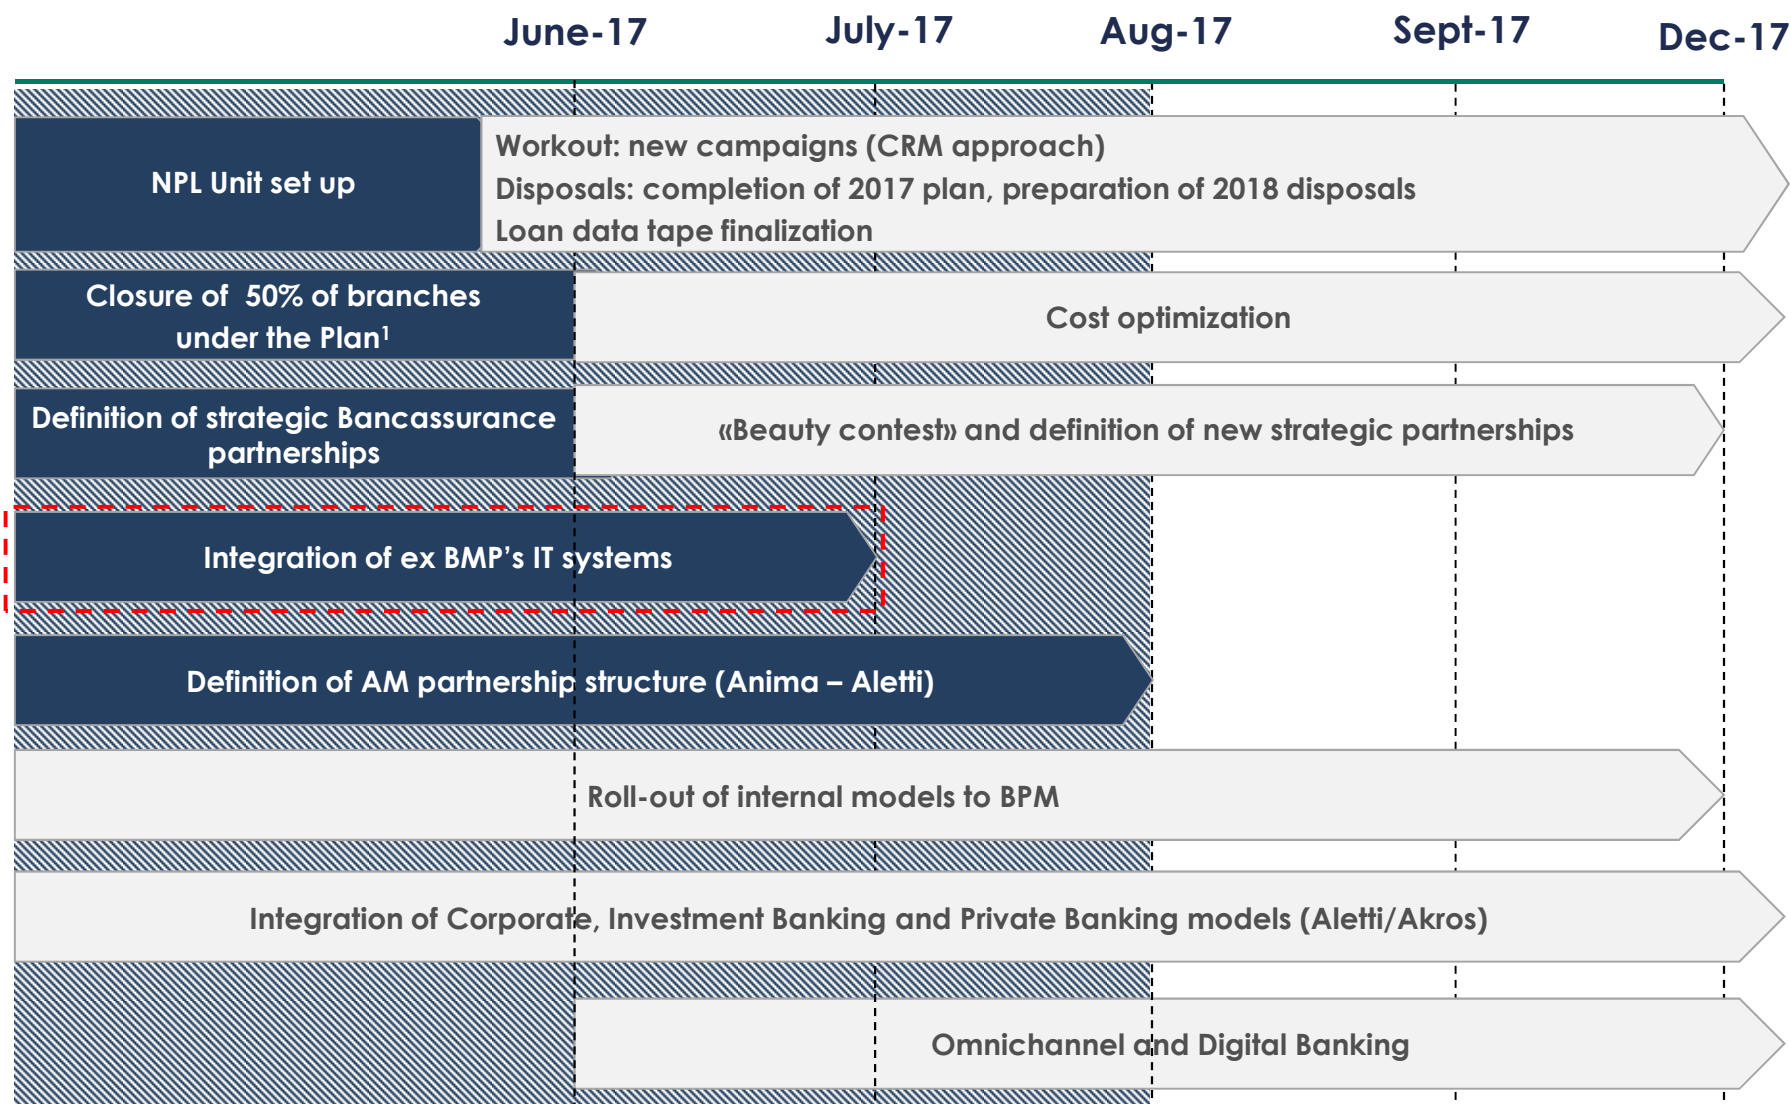 June-17
July-17
Aug-17
Sept-17
Dec-17
NPL Unit set up
Workout: new campaigns (CRM approach)
Disposals: completion of 2017 plan, preparation of 2018 disposals
Loan data tape finalization
Closure of 50% of branches
under the Plan¹
Cost optimization
Definition of strategic Bancassurance
partnerships
«Beauty contest» and definition of new strategic partnerships
Integration of ex BMP's IT systems
Definition of AM partnership structure (Anima – Aletti)
Roll-out of internal models to BPM
Integration of Corporate, Investment Banking and Private Banking models (Aletti/Akros)
Omnichannel and Digital Banking